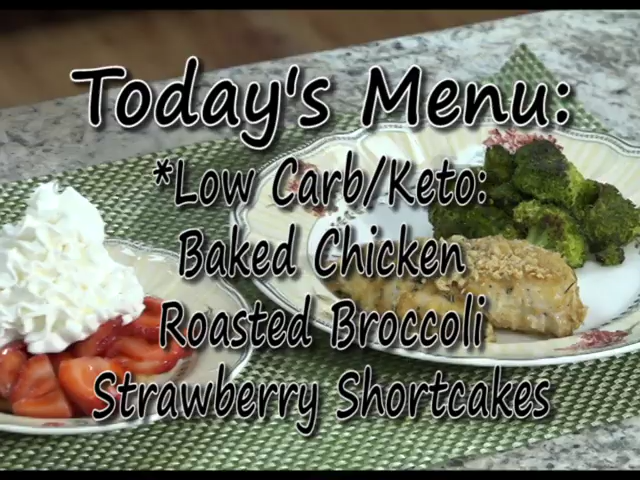 Today's Menu:
*Low Carb/Keto:
Baked Chicken
Roasted Broccoli
Strawberry Shortcakes